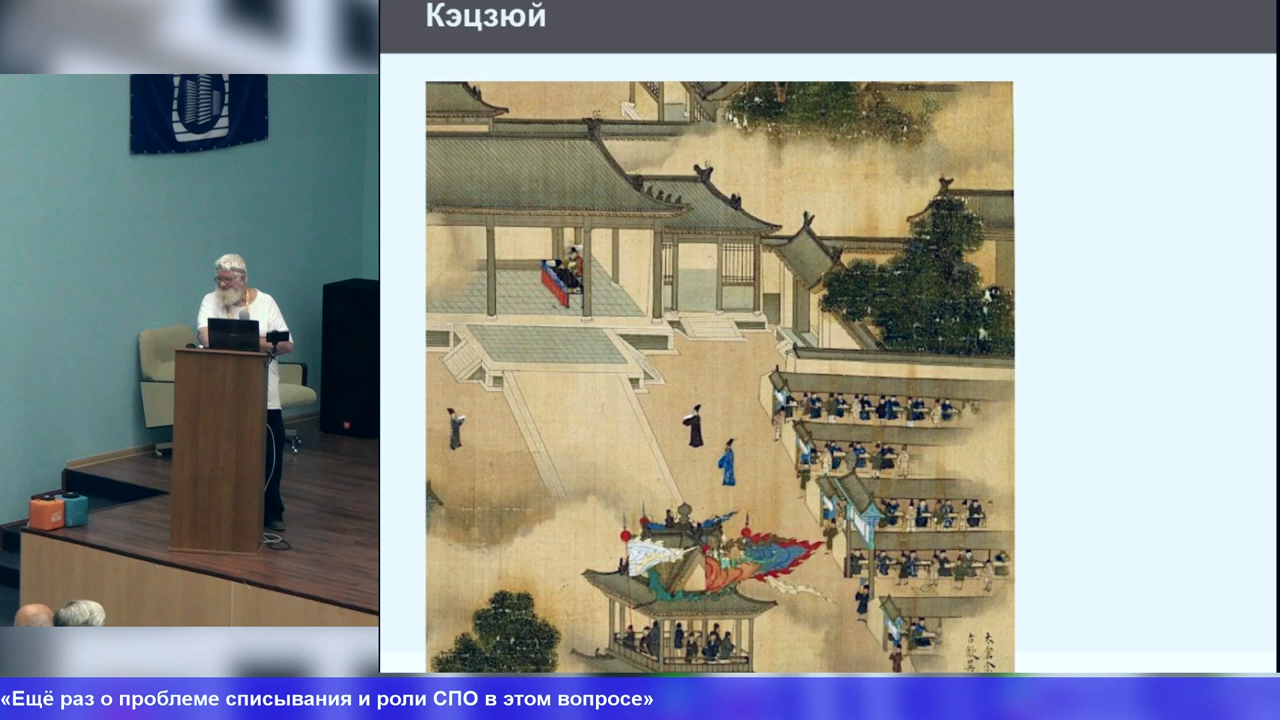 Кэцзюй
«Ещё раз о проблеме списывания и роли СПО в этом вопросе»